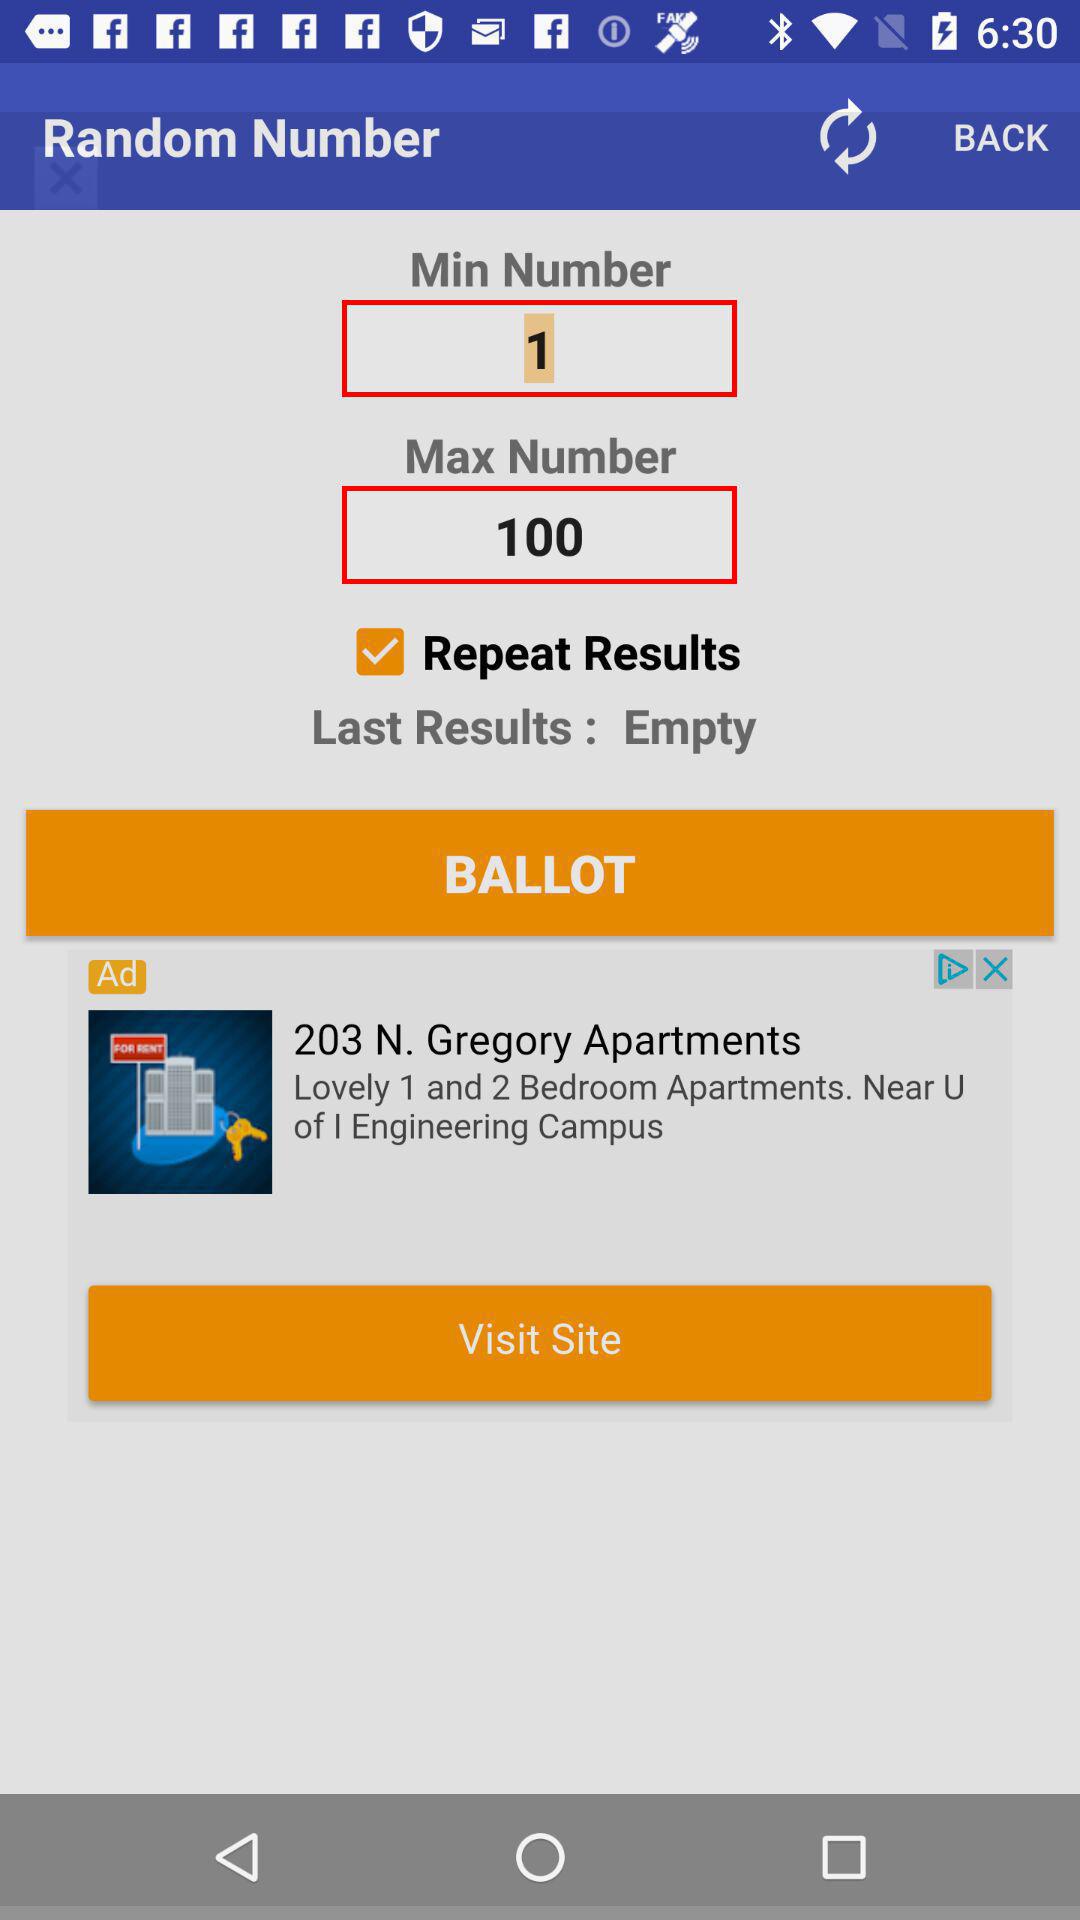 FAKE
6:30
Random Number
BACK
Min Number
1
Max Number
100
Repeat Results
Last Results : Empty
BALLOT
Ad
FOR RENT
203 N. Gregory Apartments
Lovely 1 and 2 Bedroom Apartments. Near U
of I Engineering Campus
Visit Site